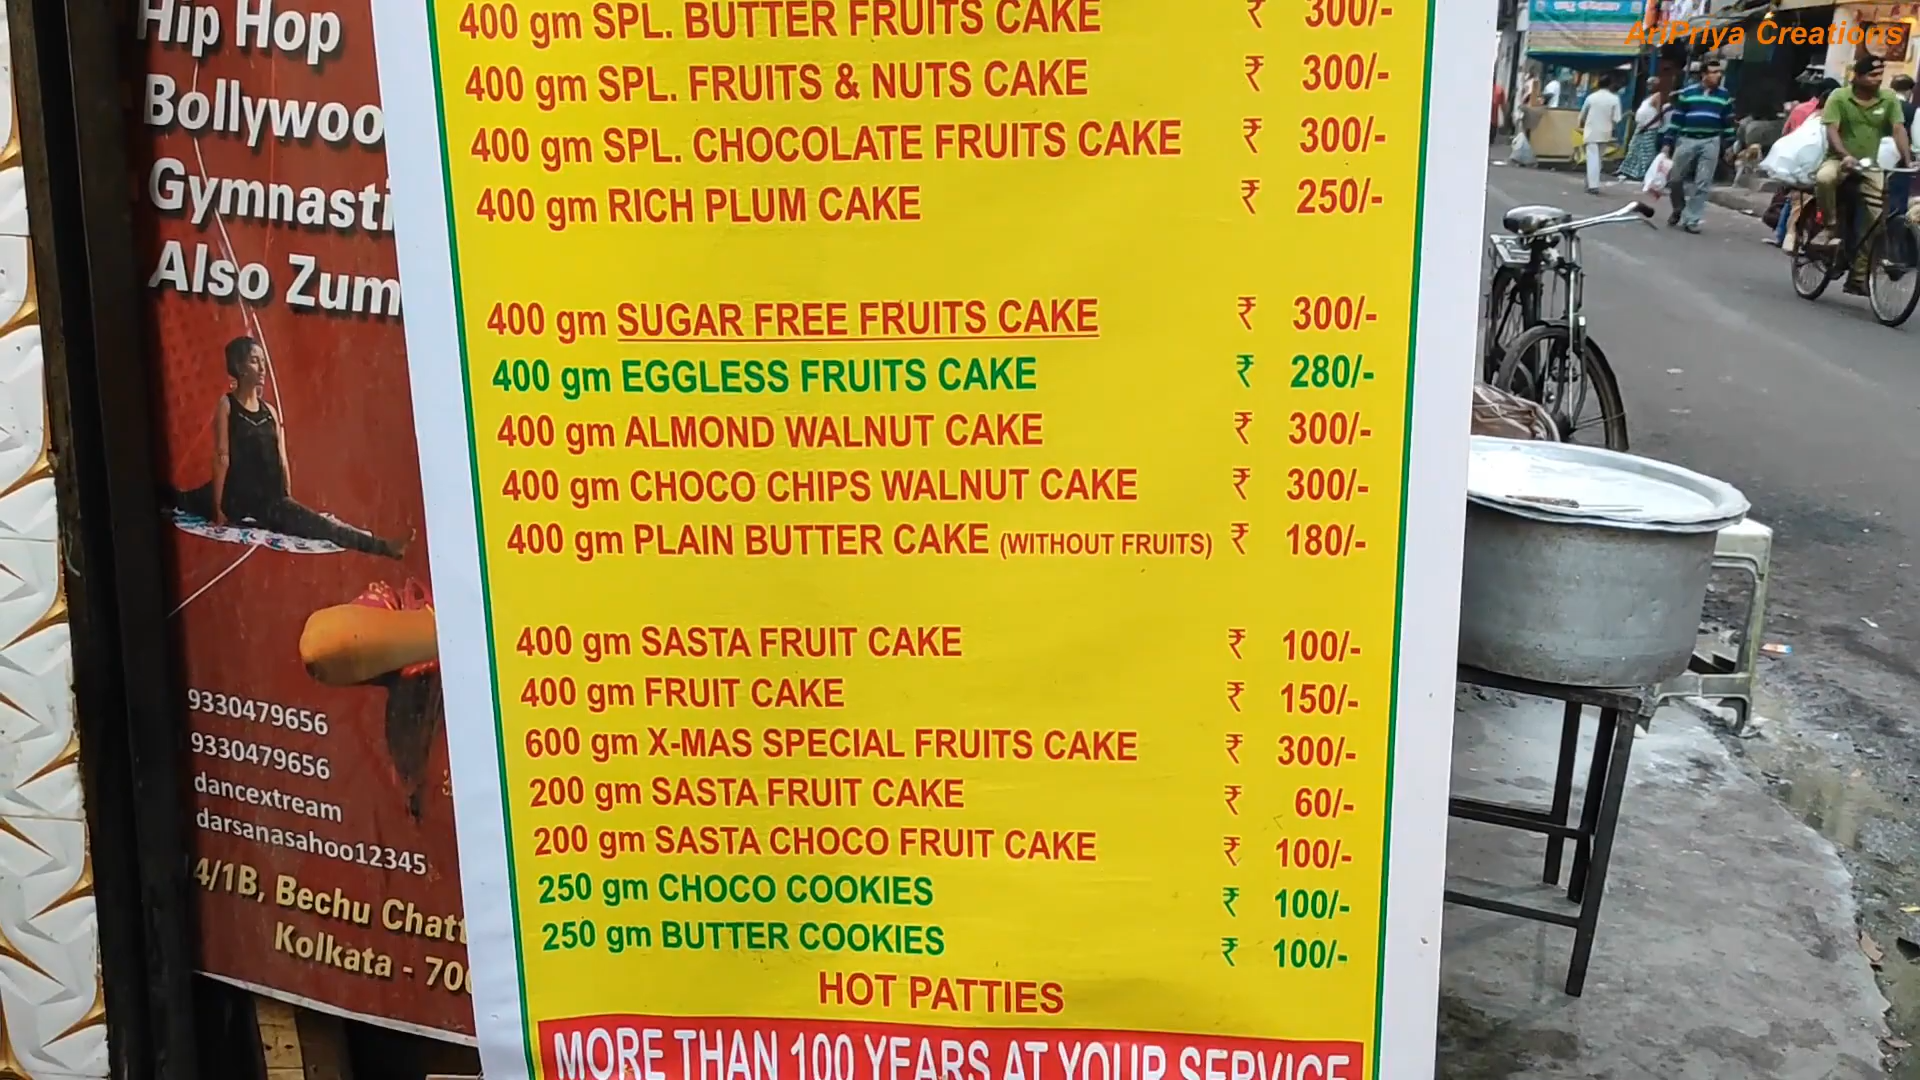 AriPriya Creations
Hip Hop
Bollywoo
Gymnasti
Also Zum
9330479656
9330479656
dancextream
darsanasahoo12345
4/1B, Bechu Chatt
Kolkata - 700
400 gm SPL. BUTTER FRUITS CAKE ₹ 300/-
400 gm SPL. FRUITS & NUTS CAKE ₹ 300/-
400 gm SPL. CHOCOLATE FRUITS CAKE ₹ 300/-
400 gm RICH PLUM CAKE ₹ 250/-
400 gm SUGAR FREE FRUITS CAKE ₹ 300/-
400 gm EGGLESS FRUITS CAKE ₹ 280/-
400 gm ALMOND WALNUT CAKE ₹ 300/-
400 gm CHOCO CHIPS WALNUT CAKE ₹ 300/-
400 gm PLAIN BUTTER CAKE (WITHOUT FRUITS) ₹ 180/-
400 gm SASTA FRUIT CAKE ₹ 100/-
400 gm FRUIT CAKE ₹ 150/-
600 gm X-MAS SPECIAL FRUITS CAKE ₹ 300/-
200 gm SASTA FRUIT CAKE ₹ 60/-
200 gm SASTA CHOCO FRUIT CAKE ₹ 100/-
250 gm CHOCO COOKIES ₹ 100/-
250 gm BUTTER COOKIES ₹ 100/-
HOT PATTIES
MORE THAN 100 YEARS AT YOUR SERVICE